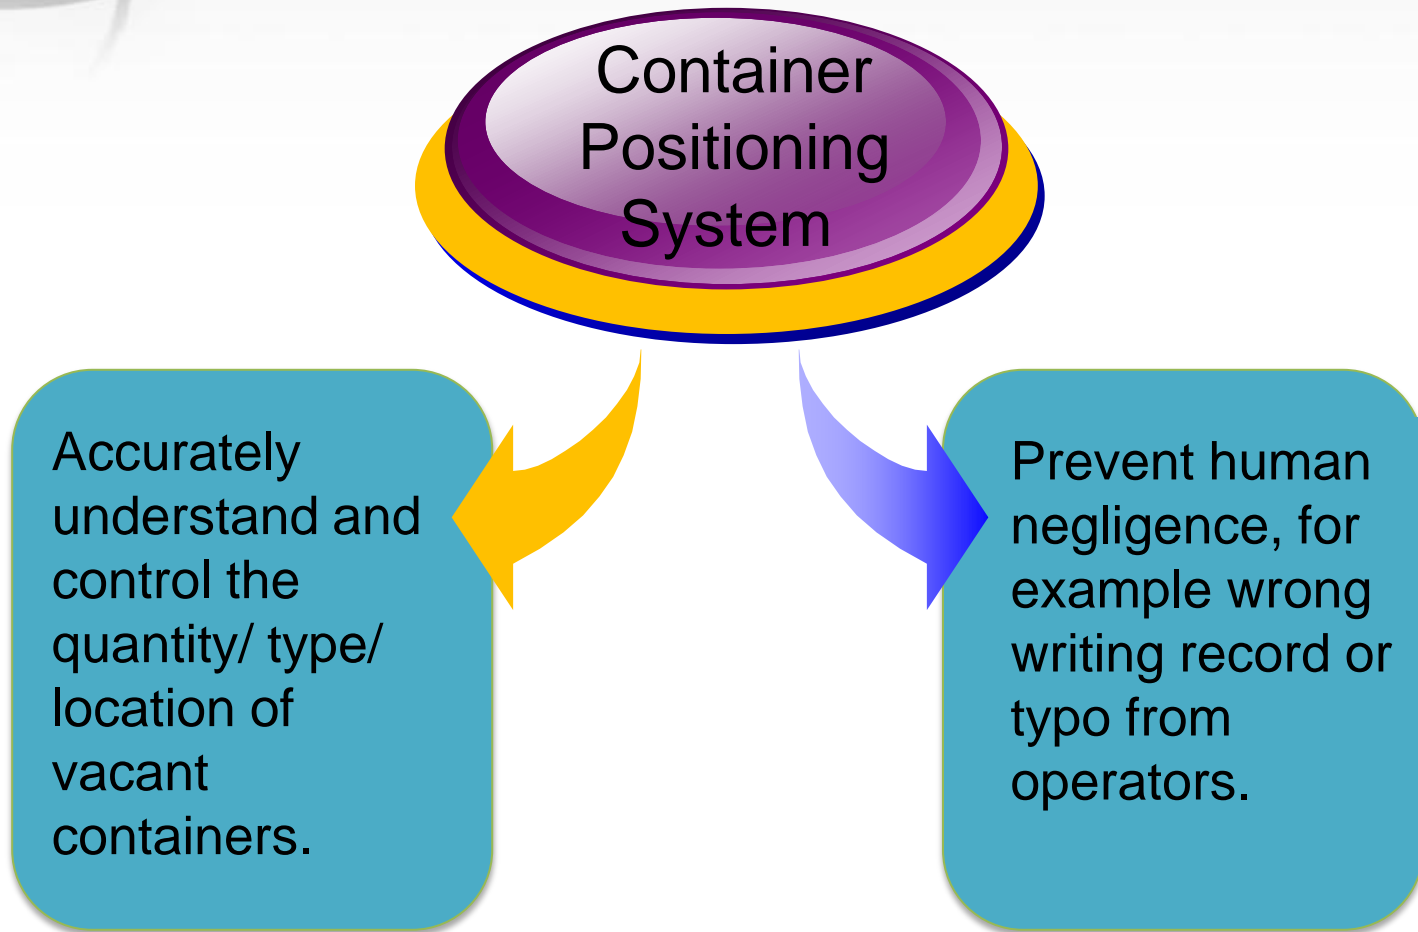 Container
Positioning
System
Accurately
understand and
control the
quantity/ type/
location of
vacant
containers.
Prevent human
negligence, for
example wrong
writing record or
typo from
operators.